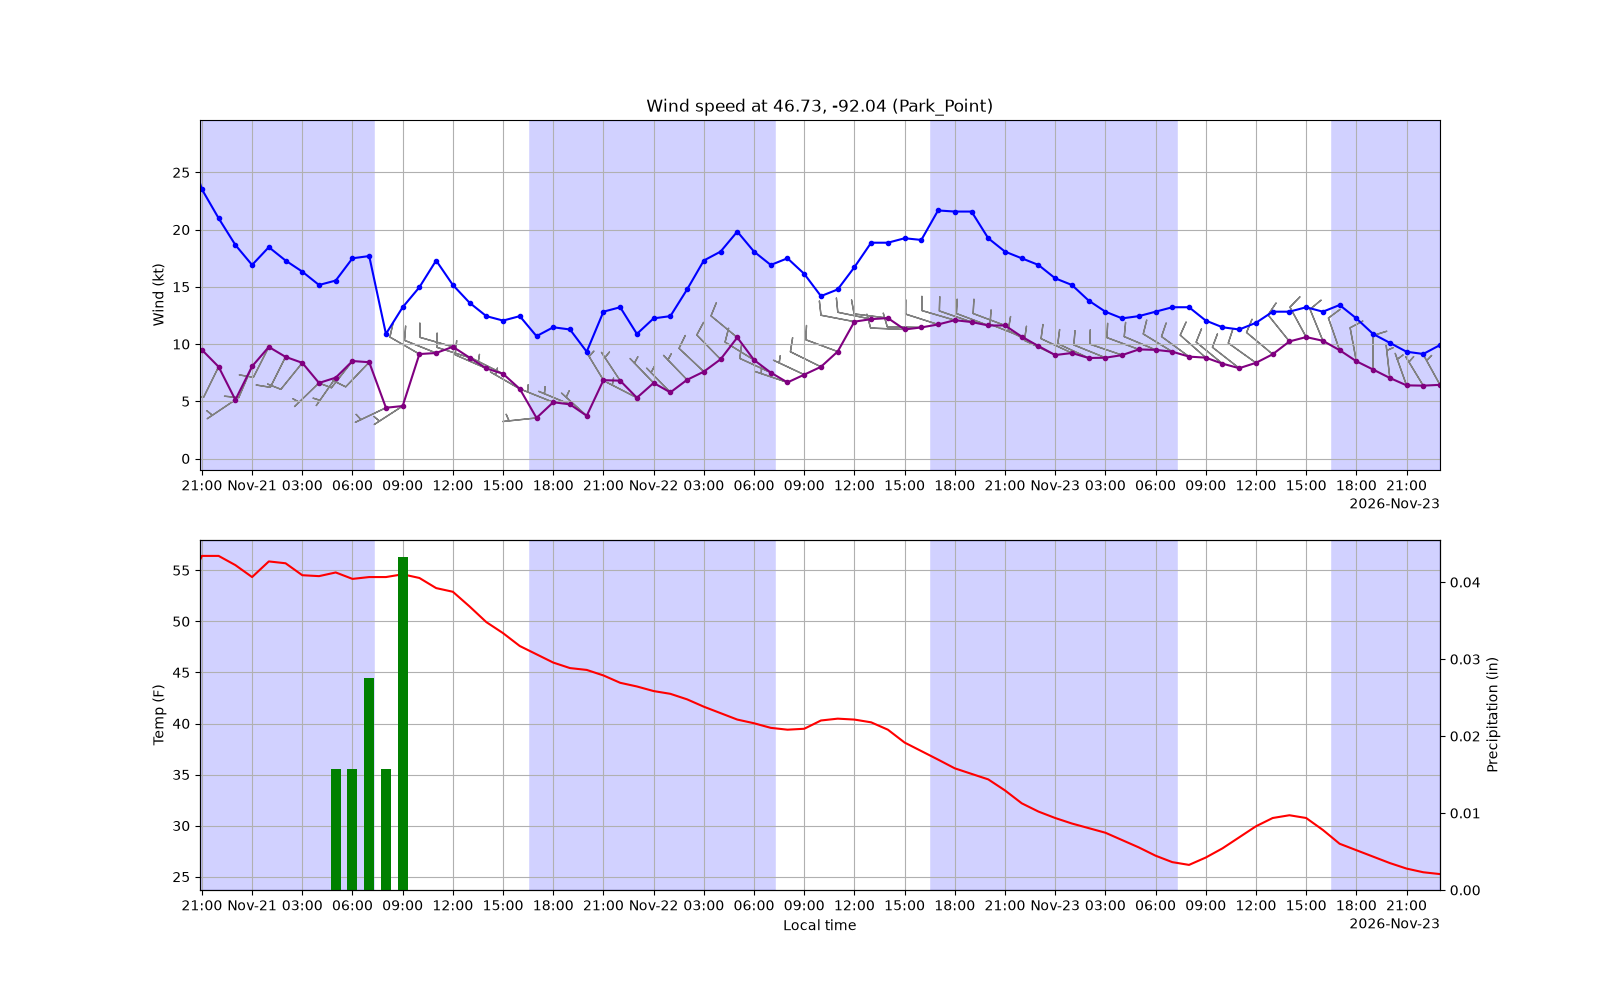 Wind speed at 46.73, -92.04 (Park_Point)
25
20
15
10
5
0
Wind (kt)
21:00 Nov-21 03:00 06:00 09:00 12:00 15:00 18:00 21:00 Nov-22 03:00 06:00 09:00 12:00 15:00 18:00 21:00 Nov-23 03:00 06:00 09:00 12:00 15:00 18:00 21:00
2026-Nov-23
55
50
45
40
35
30
25
Temp (F)
0.04
0.03
0.02
0.01
0.00
Precipitation (in)
21:00 Nov-21 03:00 06:00 09:00 12:00 15:00 18:00 21:00 Nov-22 03:00 06:00 09:00 12:00 15:00 18:00 21:00 Nov-23 03:00 06:00 09:00 12:00 15:00 18:00 21:00
Local time
2026-Nov-23